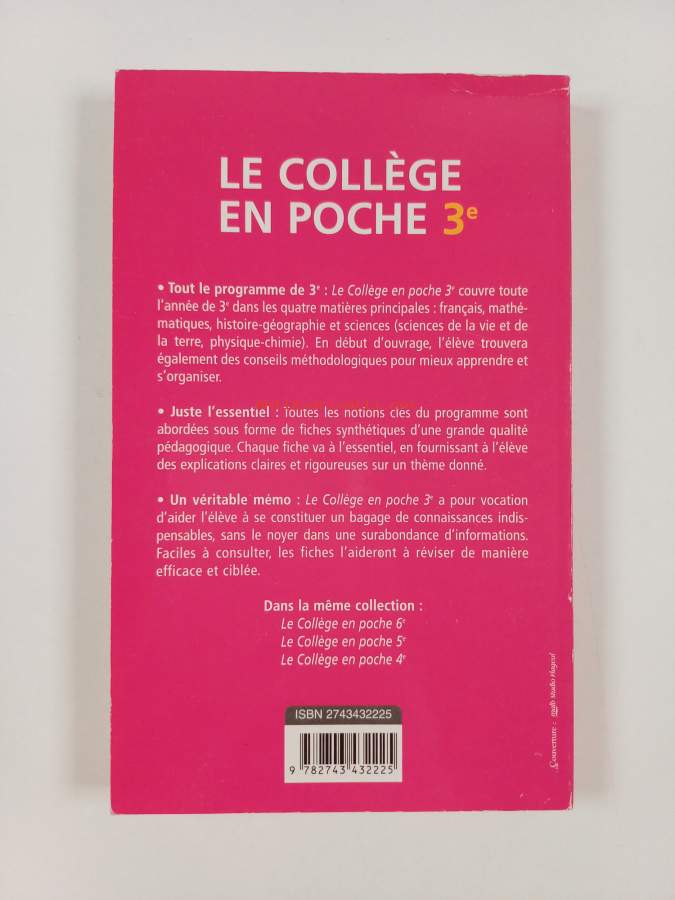 LE COLLÈGE
EN POCHE 3e
• Tout le programme de 3e : Le Collège en poche 3e couvre toute
l'année de 3e dans les quatre matières principales : français, mathé-
matiques, histoire-géographie et sciences (sciences de la vie et de
la terre, physique-chimie). En début d'ouvrage, l'élève trouvera
également des conseils méthodologiques pour mieux apprendre et
s'organiser.
• Juste l'essentiel : Toutes les notions clés du programme sont
abordées sous forme de fiches synthétiques d'une grande qualité
pédagogique. Chaque fiche va à l'essentiel, en fournissant à l'élève
des explications claires et rigoureuses sur un thème donné.
• Un véritable mémo : Le Collège en poche 3e a pour vocation
d'aider l'élève à se constituer un bagage de connaissances indis-
pensables, sans le noyer dans une surabondance d'informations.
Faciles à consulter, les fiches l'aideront à réviser de manière
efficace et ciblée.
Dans la même collection :
Le Collège en poche 6e
Le Collège en poche 5e
Le Collège en poche 4e
ISBN 2743432225
9 782743 432225
Couverture : Studio